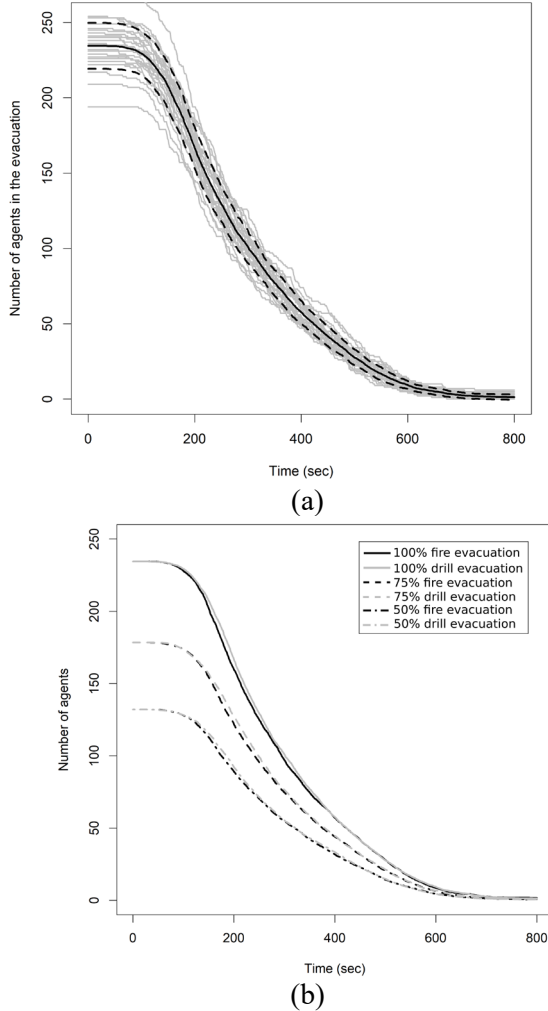 250
200
150
100
50
0
Number of agents in the evacuation
0 200 400 600 800
Time (sec)
(a)
250
200
150
100
50
0
Number of agents
100% fire evacuation
100% drill evacuation
75% fire evacuation
75% drill evacuation
50% fire evacuation
50% drill evacuation
0 200 400 600 800
Time (sec)
(b)